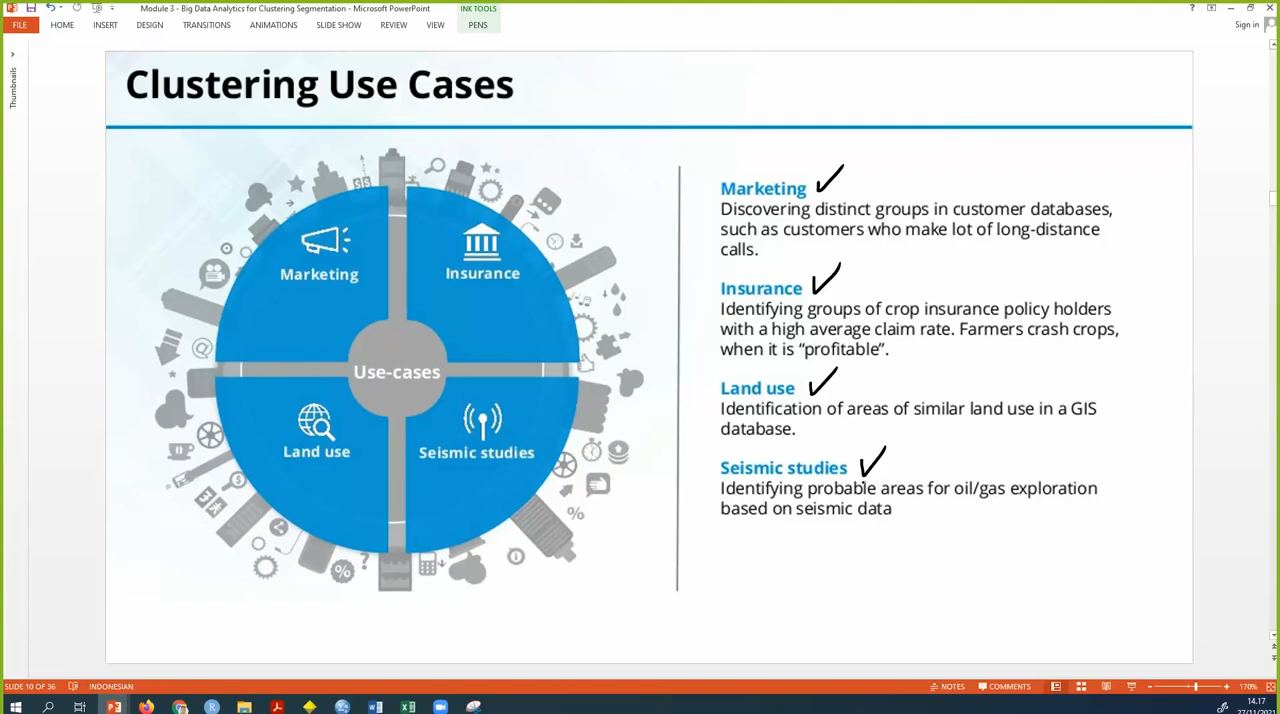 Module 3 - Big Data Analytics for Clustering Segmentation - Microsoft PowerPoint
INK TOOLS
FILE
HOME
INSERT
DESIGN
TRANSITIONS
ANIMATIONS
SLIDE SHOW
REVIEW
VIEW
PENS
Sign in
Thumbnails
Clustering Use Cases
Marketing
Insurance
Use-cases
Land use
Seismic studies
Marketing
Discovering distinct groups in customer databases,
such as customers who make lot of long-distance
calls.
Insurance
Identifying groups of crop insurance policy holders
with a high average claim rate. Farmers crash crops,
when it is “profitable”.
Land use
Identification of areas of similar land use in a GIS
database.
Seismic studies
Identifying probable areas for oil/gas exploration
based on seismic data
SLIDE 10 OF 36
INDONESIAN
NOTES
COMMENTS
170%
14.17
27/11/2021